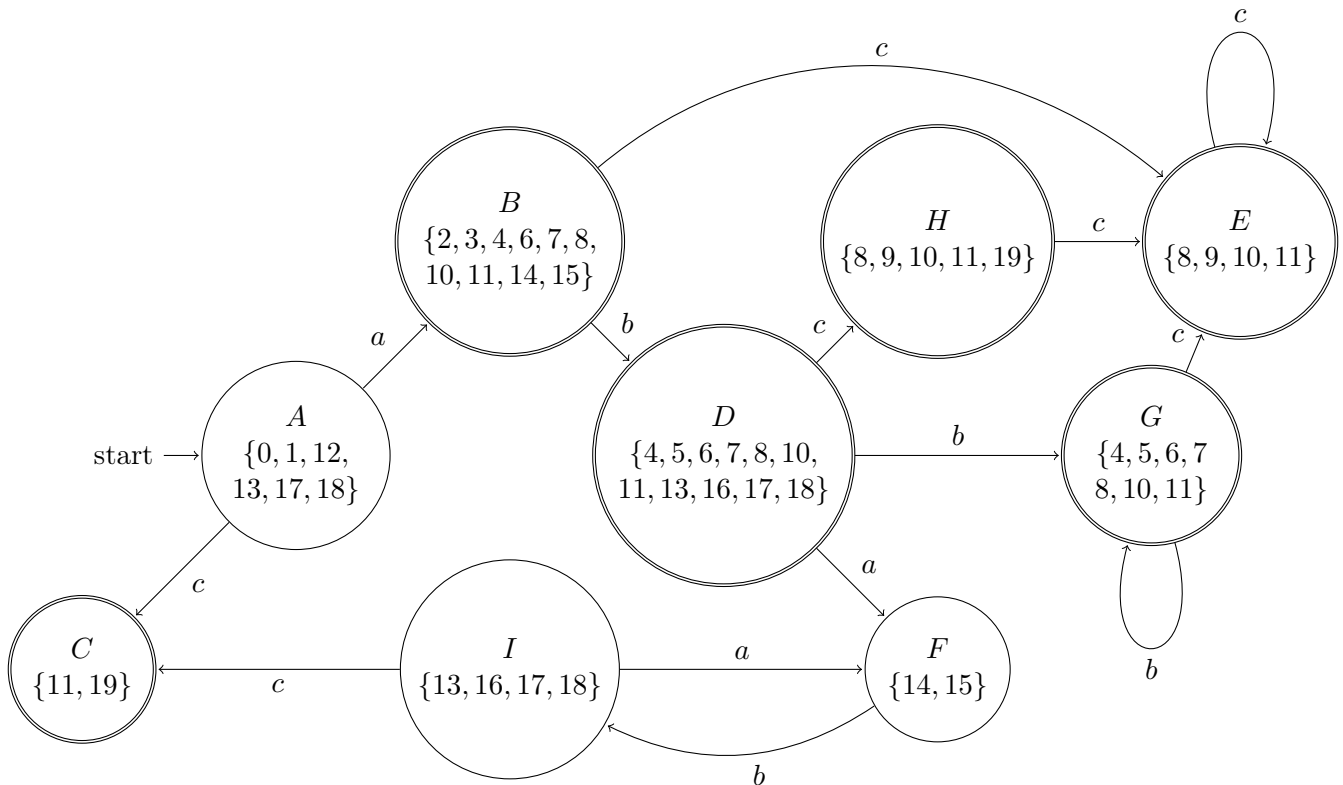 c
c
B
{2, 3, 4, 6, 7, 8,
10, 11, 14, 15}
H
{8, 9, 10, 11, 19}
c
E
{8, 9, 10, 11}
a
b
c
c
start
A
{0, 1, 12,
13, 17, 18}
D
{4, 5, 6, 7, 8, 10,
11, 13, 16, 17, 18}
b
G
{4, 5, 6, 7
8, 10, 11}
c
a
C
{11, 19}
c
I
{13, 16, 17, 18}
a
F
{14, 15}
b
b